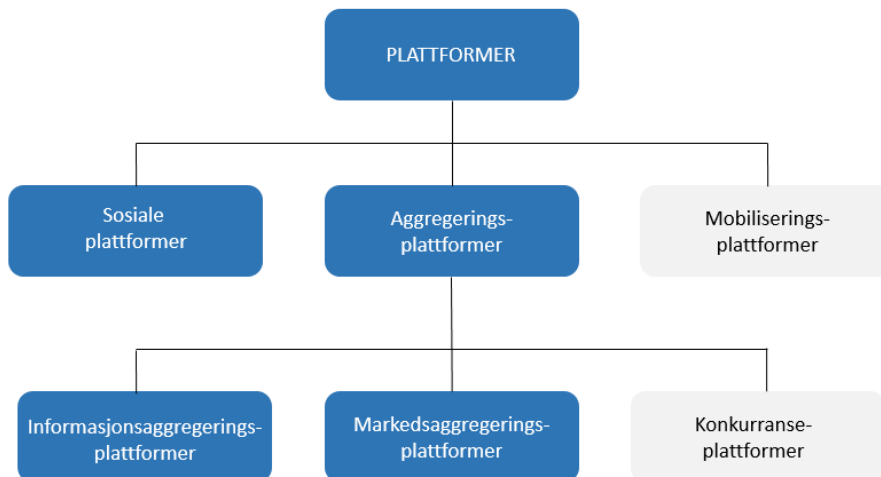 PLATTFORMER
Sosiale
plattformer
Aggregerings-
plattformer
Mobiliserings-
plattformer
Informasjonsaggregerings-
plattformer
Markedsaggregerings-
plattformer
Konkurranse-
plattformer